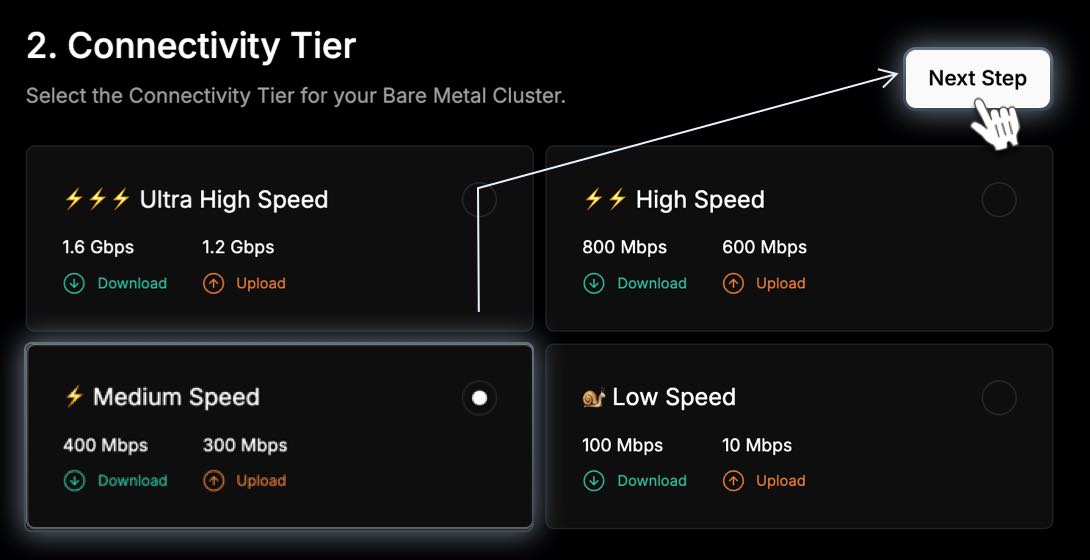 2. Connectivity Tier
Select the Connectivity Tier for your Bare Metal Cluster.
Next Step
⚡⚡⚡ Ultra High Speed
1.6 Gbps 1.2 Gbps
Download Upload
⚡⚡ High Speed
800 Mbps 600 Mbps
Download Upload
⚡ Medium Speed
400 Mbps 300 Mbps
Download Upload
🐌 Low Speed
100 Mbps 10 Mbps
Download Upload